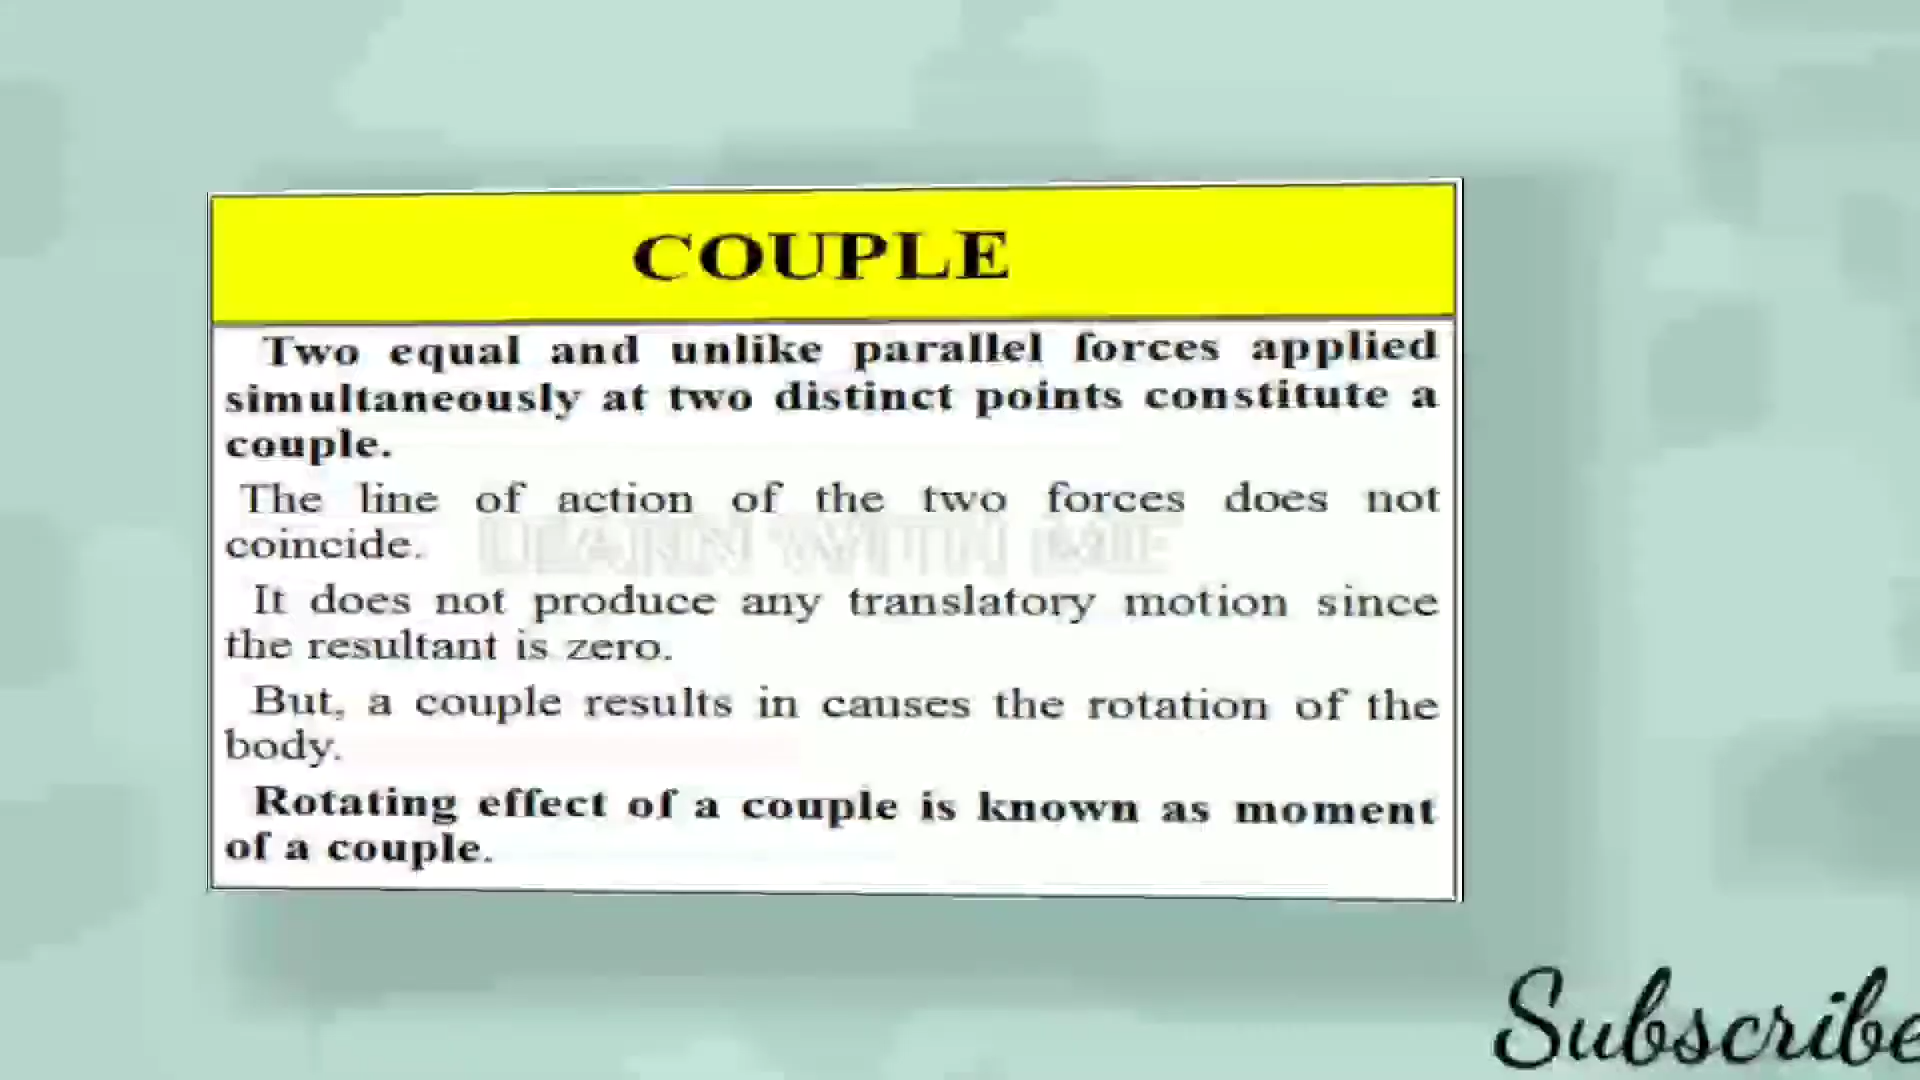 COUPLE
Two equal and unlike parallel forces applied
simultaneously at two distinct points constitute a
couple.
The line of action of the two forces does not
coincide.
LEARN WITH ME
It does not produce any translatory motion since
the resultant is zero.
But, a couple results in causes the rotation of the
body.
Rotating effect of a couple is known as moment
of a couple.
Subscribe